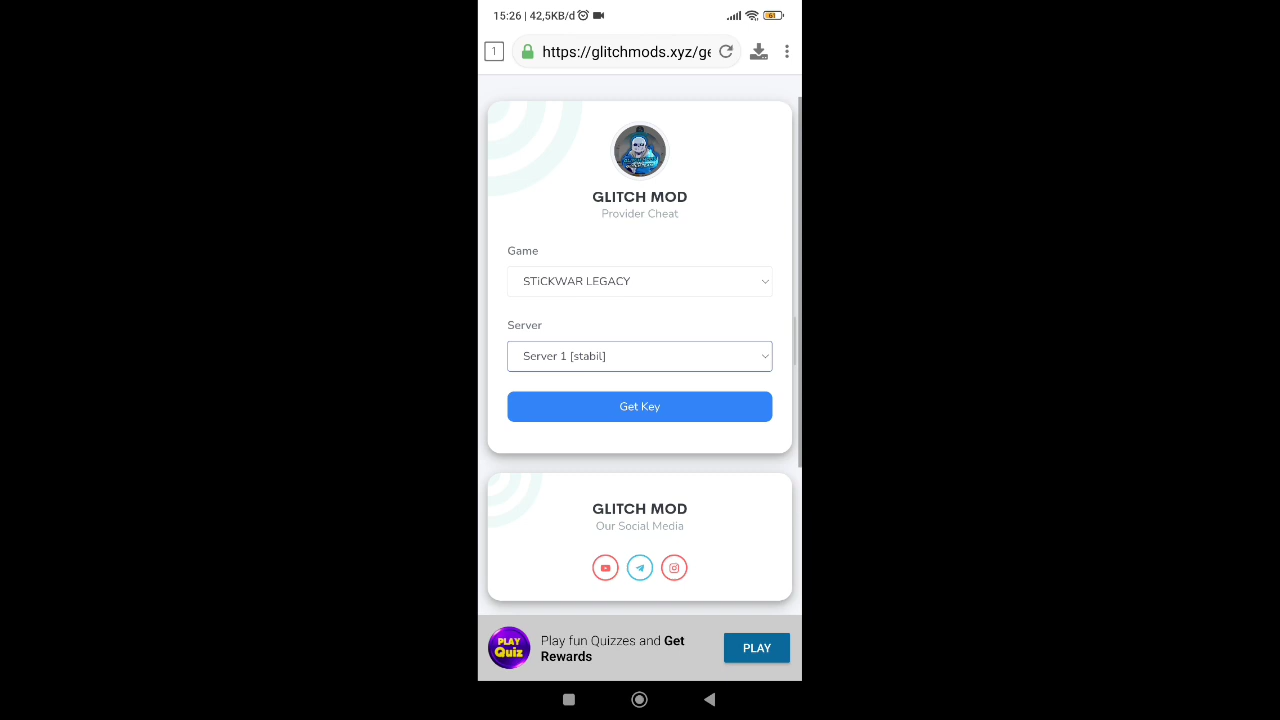 15:26 | 42,5KB/d
61
1
https://glitchmods.xyz/ge
GLITCH MOD
Provider Cheat
Game
STiCKWAR LEGACY
Server
Server 1 [stabil]
Get Key
GLITCH MOD
Our Social Media
PLAY
Quiz
Play fun Quizzes and Get
Rewards
PLAY